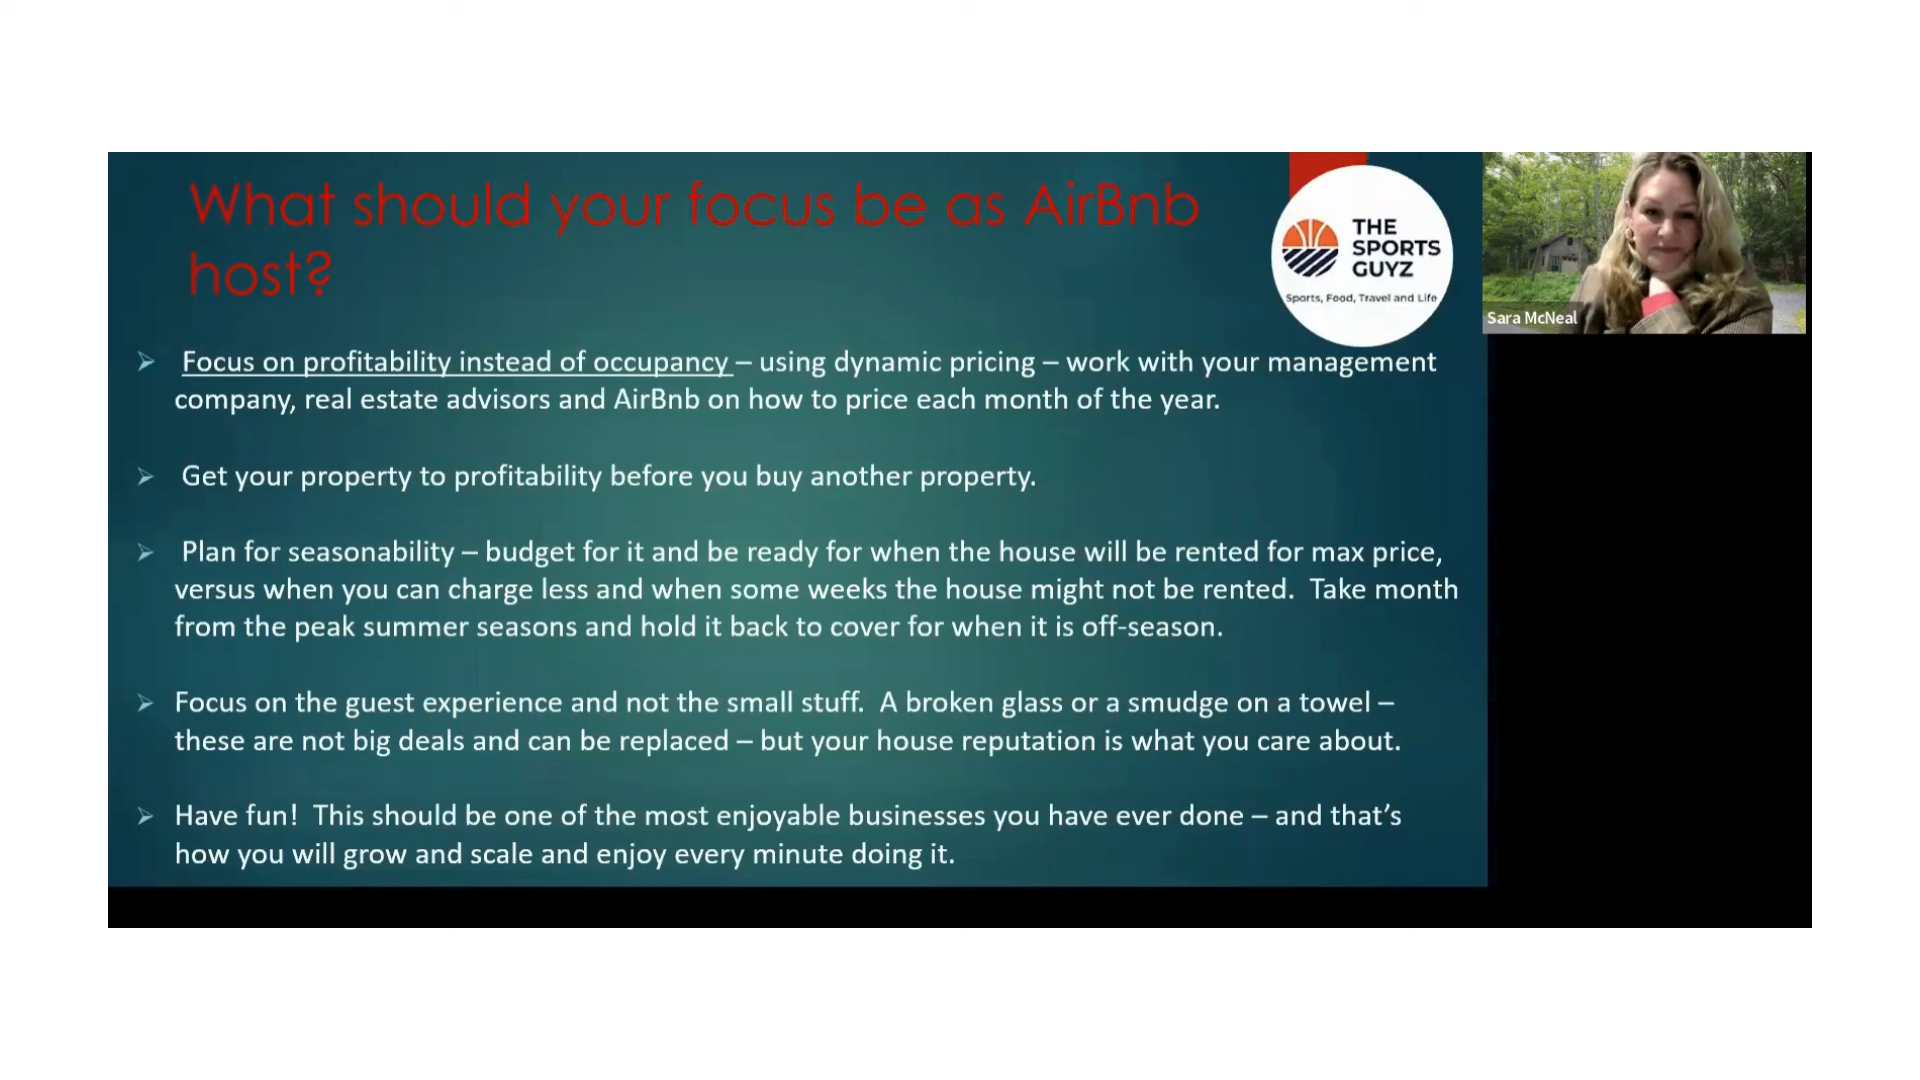 What should your focus be as AirBnb
host?
THE
SPORTS
GUYZ
Sports, Food, Travel and Life
Sara McNeal
Focus on profitability instead of occupancy – using dynamic pricing – work with your management
company, real estate advisors and AirBnb on how to price each month of the year.
Get your property to profitability before you buy another property.
Plan for seasonability – budget for it and be ready for when the house will be rented for max price,
versus when you can charge less and when some weeks the house might not be rented.  Take month
from the peak summer seasons and hold it back to cover for when it is off-season.
Focus on the guest experience and not the small stuff.  A broken glass or a smudge on a towel –
these are not big deals and can be replaced – but your house reputation is what you care about.
Have fun!  This should be one of the most enjoyable businesses you have ever done – and that’s
how you will grow and scale and enjoy every minute doing it.